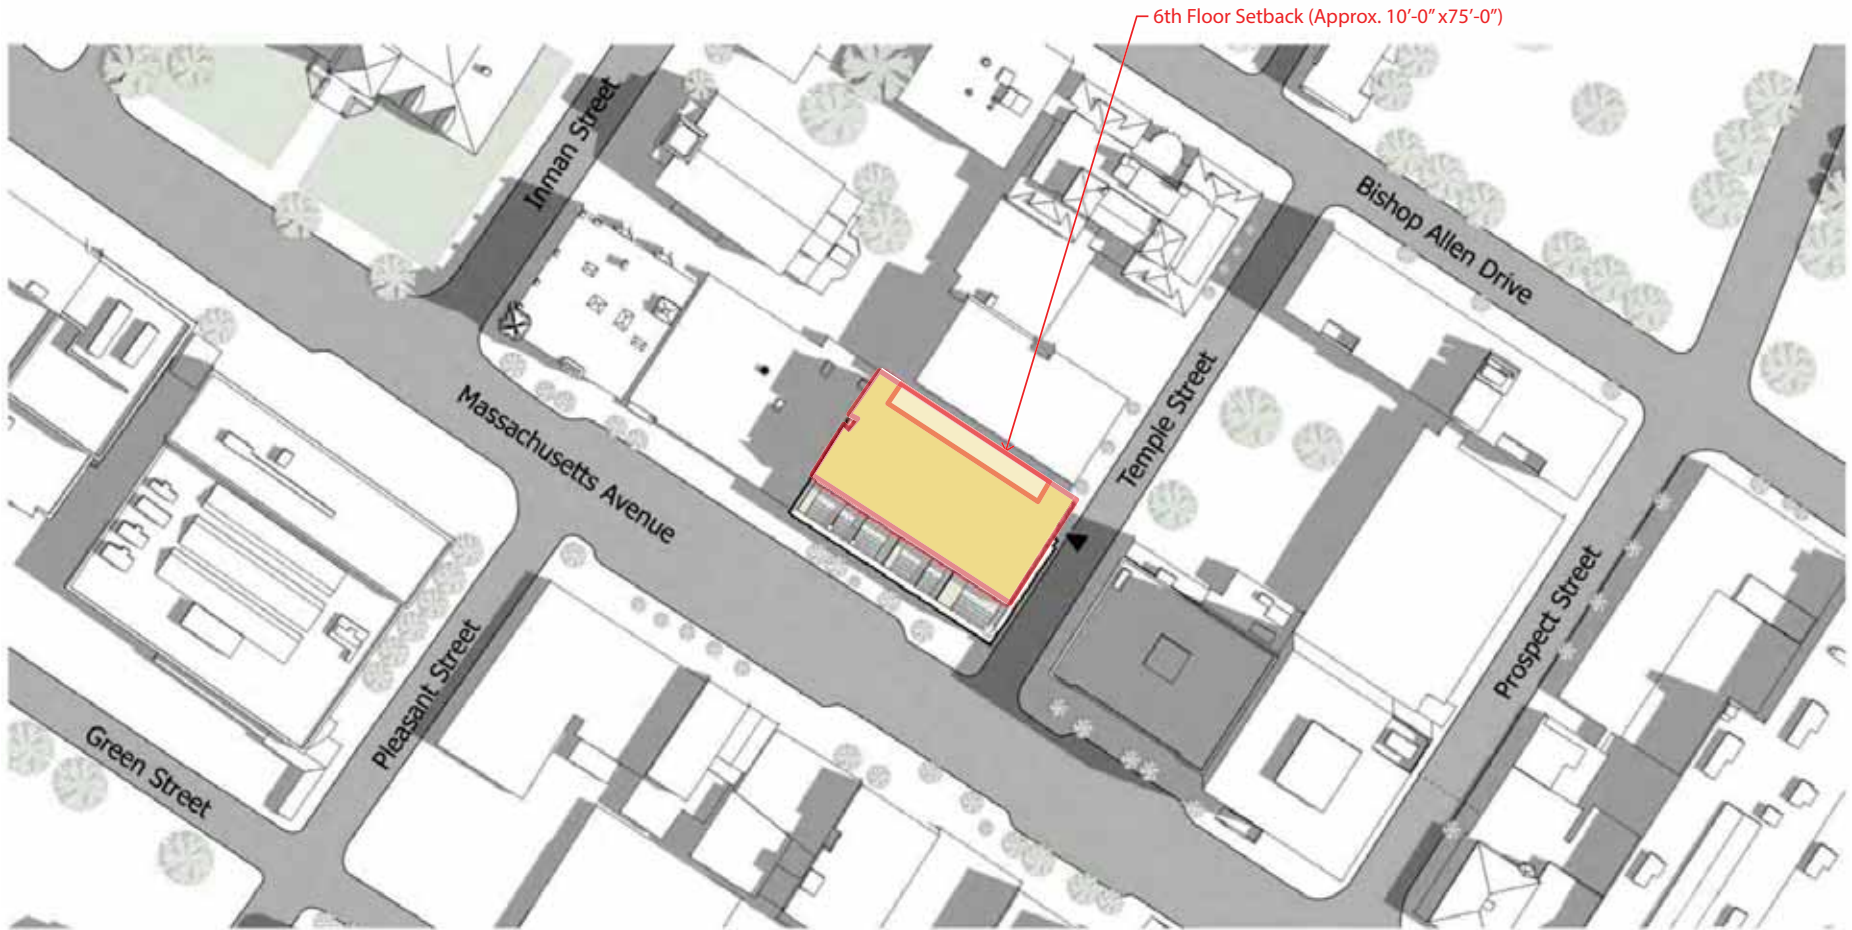 6th Floor Setback (Approx. 10’-0” x75’-0”)
Inman Street
Bishop Allen Drive
Massachusetts Avenue
Temple Street
Prospect Street
Pleasant Street
Green Street